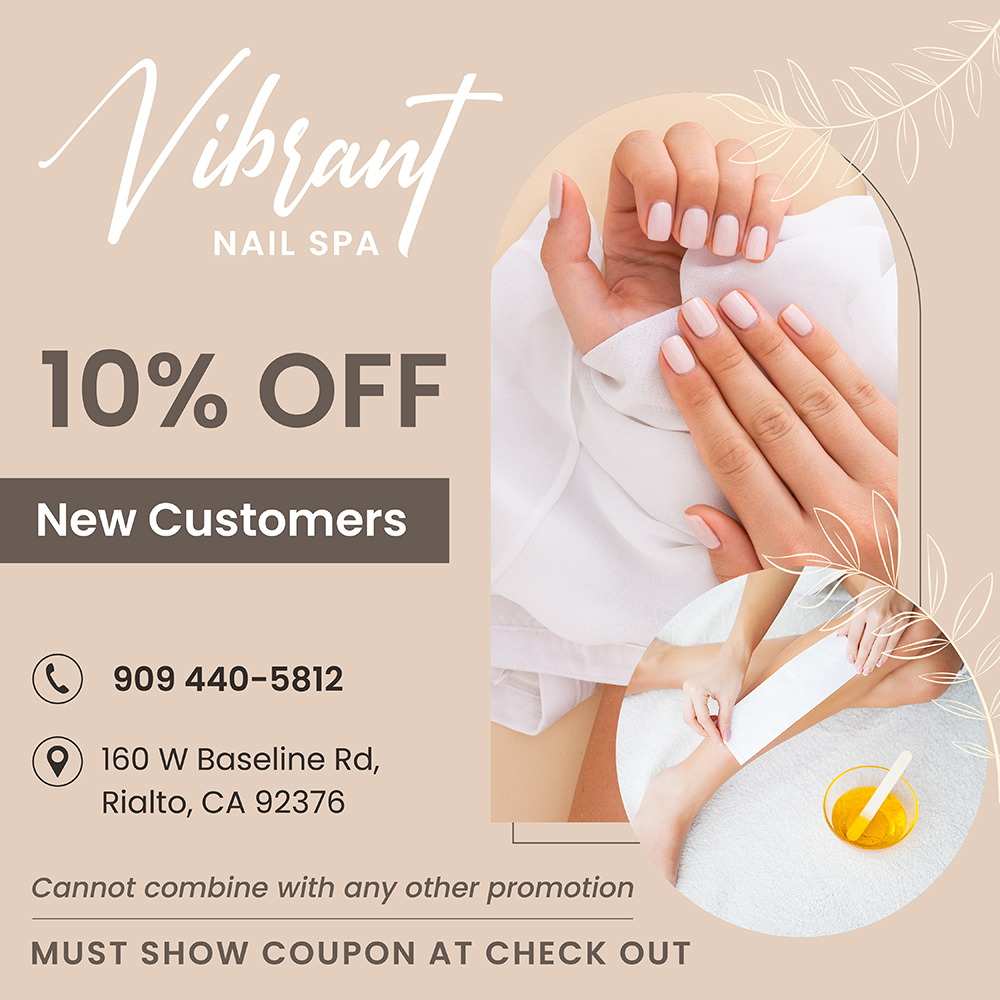 Vibrant
NAIL SPA
10% OFF
New Customers
909 440-5812
160 W Baseline Rd,
Rialto, CA 92376
Cannot combine with any other promotion
MUST SHOW COUPON AT CHECK OUT